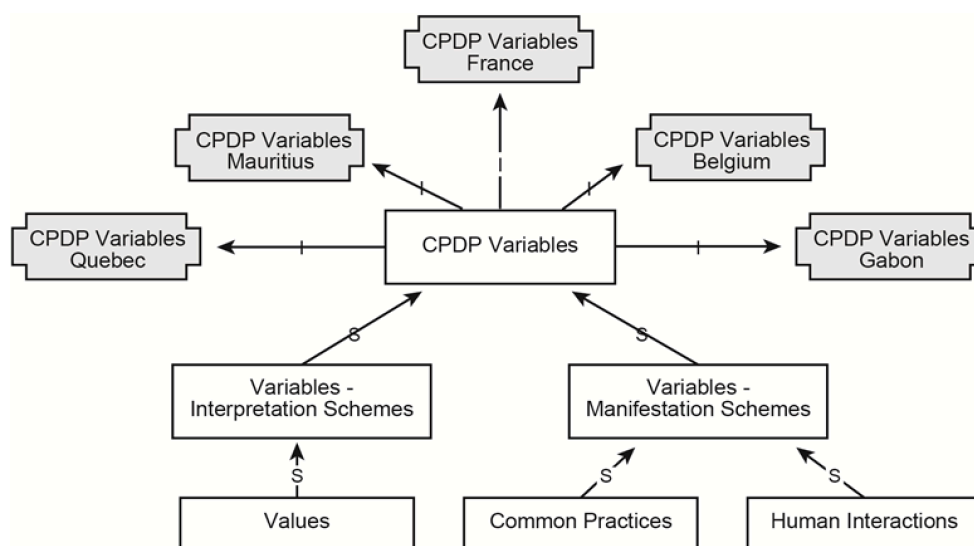 CPDP Variables
France
CPDP Variables
Mauritius
CPDP Variables
Belgium
I
I
I
CPDP Variables
Quebec
I
CPDP Variables
I
CPDP Variables
Gabon
S
S
Variables -
Interpretation Schemes
Variables -
Manifestation Schemes
S
S
S
Values
Common Practices
Human Interactions